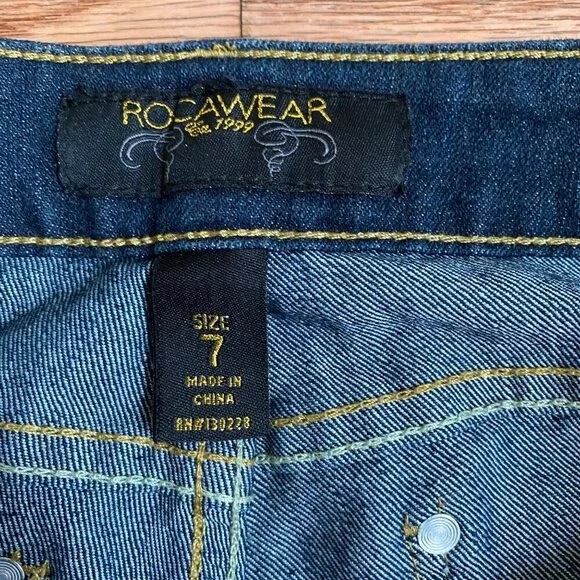 ROCAWEAR
Est. 1999
SIZE
7
MADE IN
CHINA
RN#130228